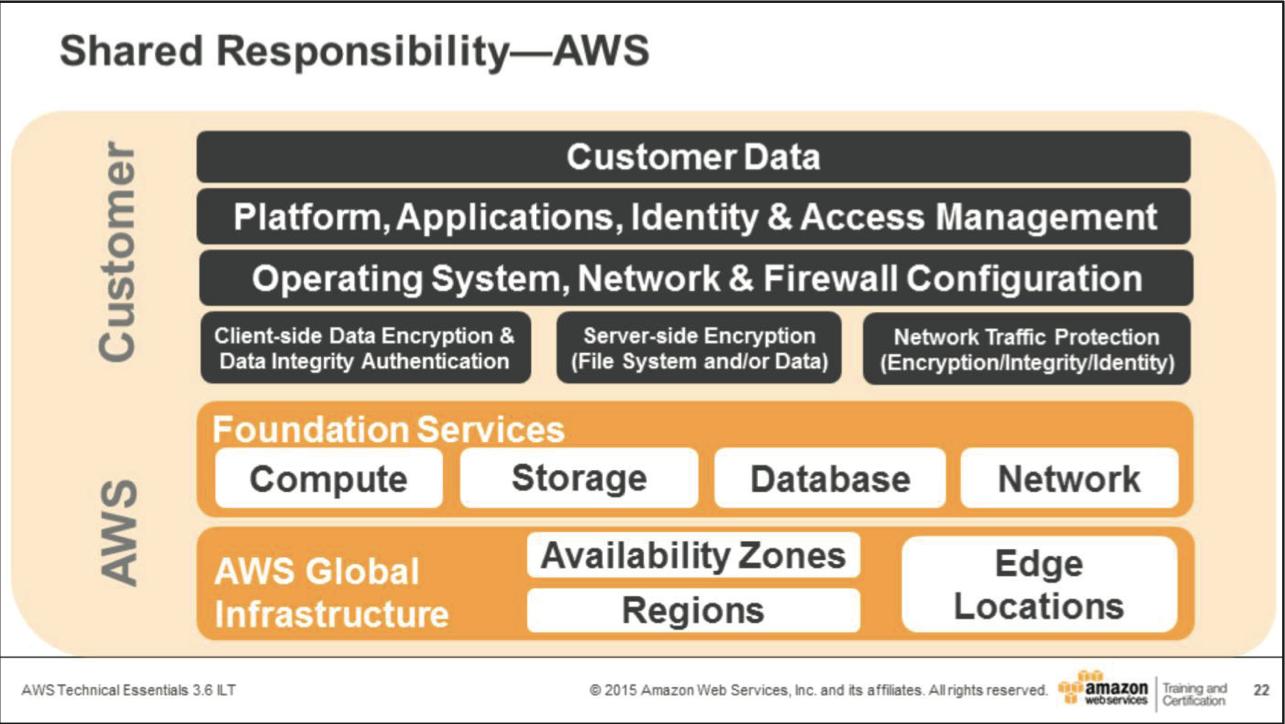 Shared Responsibility—AWS
Customer
Customer Data
Platform, Applications, Identity & Access Management
Operating System, Network & Firewall Configuration
Client-side Data Encryption &
Data Integrity Authentication
Server-side Encryption
(File System and/or Data)
Network Traffic Protection
(Encryption/Integrity/Identity)
AWS
Foundation Services
Compute
Storage
Database
Network
AWS Global
Infrastructure
Availability Zones
Regions
Edge
Locations
AWS Technical Essentials 3.6 ILT
© 2015 Amazon Web Services, Inc. and its affiliates. All rights reserved.
amazon
web services
Training and
Certification
22